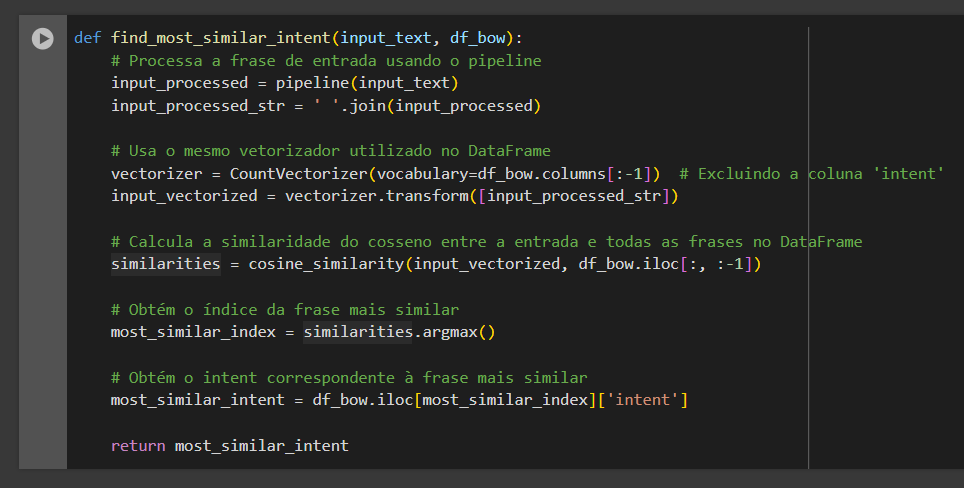 def find_most_similar_intent(input_text, df_bow):
    # Processa a frase de entrada usando o pipeline
    input_processed = pipeline(input_text)
    input_processed_str = ' '.join(input_processed)

    # Usa o mesmo vetorizador utilizado no DataFrame
    vectorizer = CountVectorizer(vocabulary=df_bow.columns[:-1])  # Excluindo a coluna 'intent'
    input_vectorized = vectorizer.transform([input_processed_str])

    # Calcula a similaridade do cosseno entre a entrada e todas as frases no DataFrame
    similarities = cosine_similarity(input_vectorized, df_bow.iloc[:, :-1])

    # Obtém o índice da frase mais similar
    most_similar_index = similarities.argmax()

    # Obtém o intent correspondente à frase mais similar
    most_similar_intent = df_bow.iloc[most_similar_index]['intent']

    return most_similar_intent